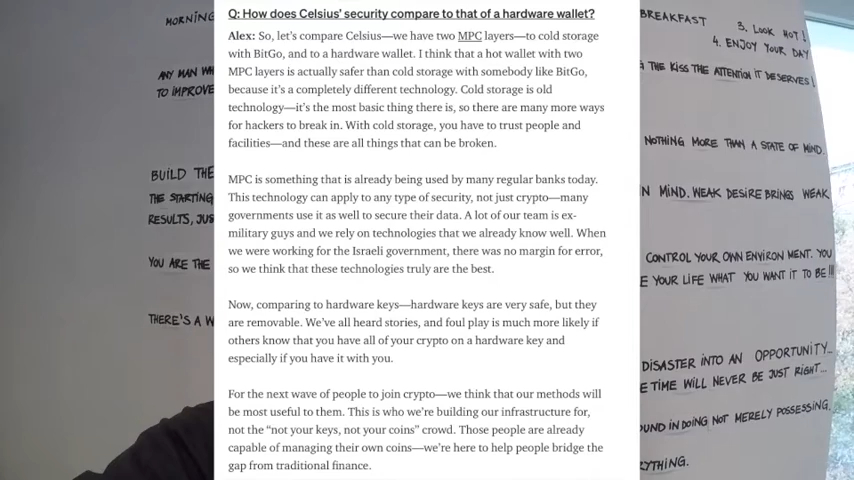 MORNING
ANY MAN WH
TO IMPROVE
BUILD THE
THE STARTING
RESULTS, JUS
YOU ARE THE
THERE'S A W
Q: How does Celsius' security compare to that of a hardware wallet?
Alex: So, let's compare Celsius—we have two MPC layers—to cold storage
with BitGo, and to a hardware wallet. I think that a hot wallet with two
MPC layers is actually safer than cold storage with somebody like BitGo,
because it's a completely different technology. Cold storage is old
technology—it's the most basic thing there is, so there are many more ways
for hackers to break in. With cold storage, you have to trust people and
facilities—and these are all things that can be broken.
MPC is something that is already being used by many regular banks today.
This technology can apply to any type of security, not just crypto—many
governments use it as well to secure their data. A lot of our team is ex-
military guys and we rely on technologies that we already know well. When
we were working for the Israeli government, there was no margin for error,
so we think that these technologies truly are the best.
Now, comparing to hardware keys—hardware keys are very safe, but they
are removable. We've all heard stories, and foul play is much more likely if
others know that you have all of your crypto on a hardware key and
especially if you have it with you.
For the next wave of people to join crypto—we think that our methods will
be most useful to them. This is who we're building our infrastructure for,
not the “not your keys, not your coins” crowd. Those people are already
capable of managing their own coins—we're here to help people bridge the
gap from traditional finance.
BREAKFAST
3. LOOK HOT!
4. ENJOY YOUR DAY
THE KISS THE ATTENTION IT DESERVES!
NOTHING MORE THAN A STATE OF MIND.
N MIND. WEAK DESIRE BRINGS WEAK
CONTROL YOUR OWN ENVIRONMENT. YOU
E YOUR LIFE WHAT YOU WANT IT TO BE!!!
DISASTER INTO AN OPPORTUNITY...
E TIME WILL NEVER BE JUST RIGHT...
UND IN DOING NOT MERELY POSSESSING.
RYTHING.